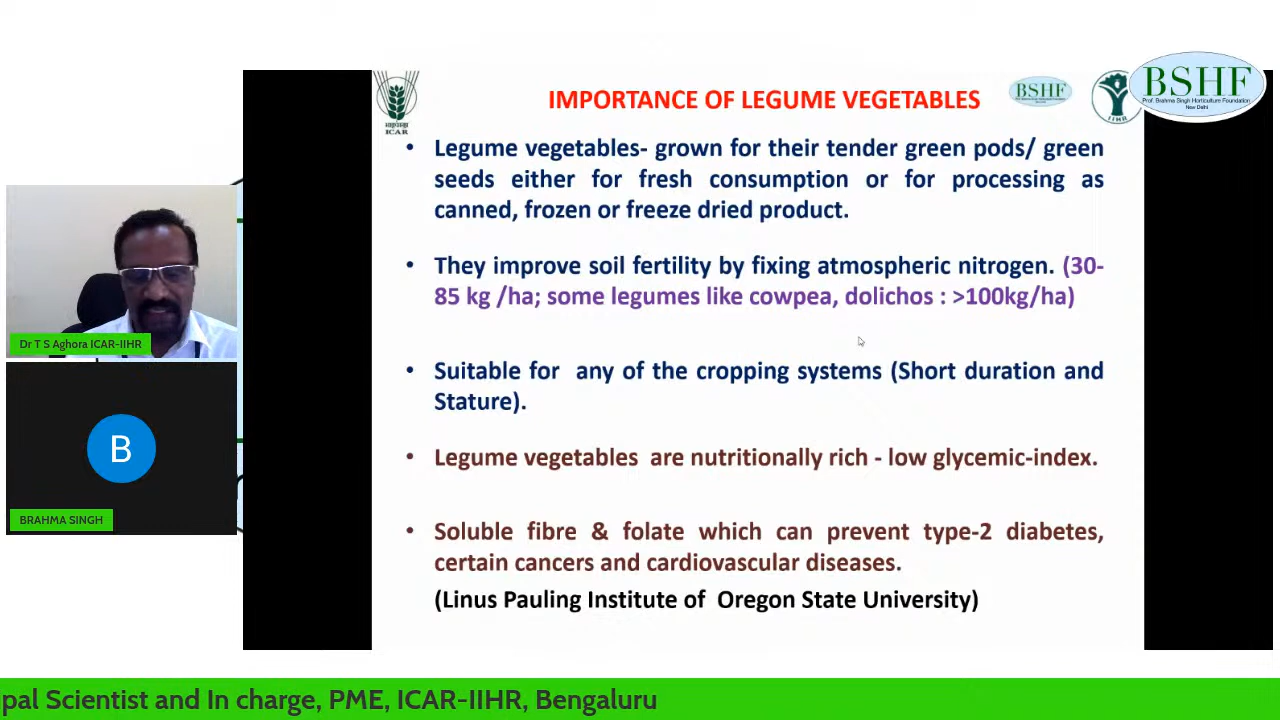 BSHF
Prof. Brahma Singh Horticulture Foundation
New Delhi
IMPORTANCE OF LEGUME VEGETABLES
BSHF
ICAR
IIHR
• Legume vegetables- grown for their tender green pods/ green
seeds either for fresh consumption or for processing as
canned, frozen or freeze dried product.
• They improve soil fertility by fixing atmospheric nitrogen. (30-
85 kg /ha; some legumes like cowpea, dolichos : >100kg/ha)
• Suitable for any of the cropping systems (Short duration and
Stature).
• Legume vegetables are nutritionally rich - low glycemic-index.
• Soluble fibre & folate which can prevent type-2 diabetes,
certain cancers and cardiovascular diseases.
(Linus Pauling Institute of Oregon State University)
Dr T S Aghora ICAR-IIHR
B
BRAHMA SINGH
pal Scientist and In charge, PME, ICAR-IIHR, Bengaluru